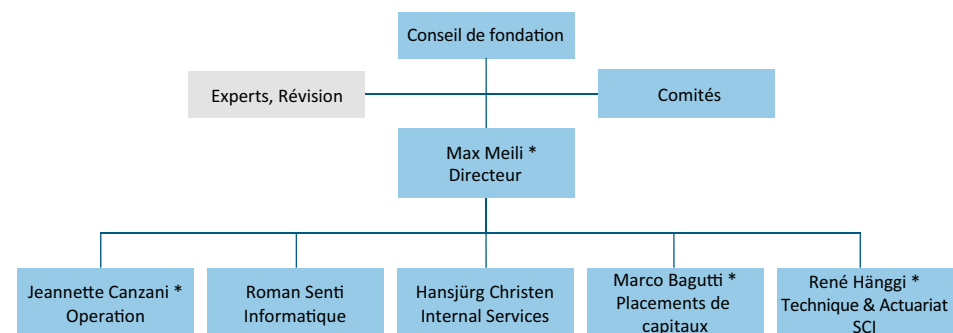 Conseil de fondation
Experts, Révision
Comités
Max Meili *
Directeur
Jeannette Canzani *
Operation
Roman Senti
Informatique
Hansjürg Christen
Internal Services
Marco Bagutti *
Placements de
capitaux
René Hänggi *
Technique & Actuariat
SCI